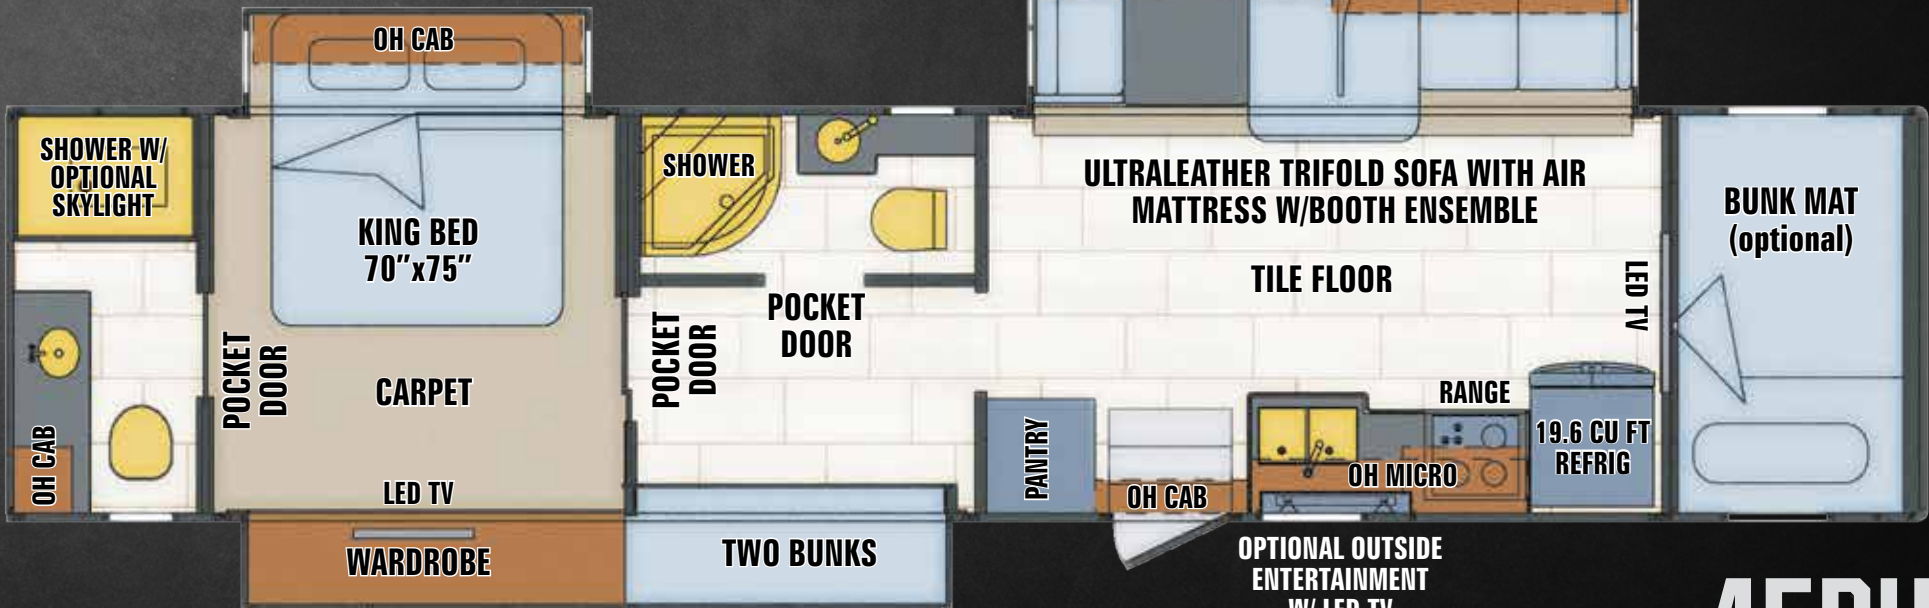 OH CAB
SHOWER W/
OPTIONAL
SKYLIGHT
KING BED
70"x75"
POCKET
DOOR
CARPET
OH CAB
LED TV
WARDROBE
SHOWER
POCKET
DOOR
POCKET
DOOR
TWO BUNKS
ULTRALEATHER TRIFOLD SOFA WITH AIR
MATTRESS W/BOOTH ENSEMBLE
TILE FLOOR
LED TV
PANTRY
OH CAB
RANGE
OH MICRO
19.6 CU FT
REFRIG
BUNK MAT
(optional)
OPTIONAL OUTSIDE
ENTERTAINMENT
W/ LED TV